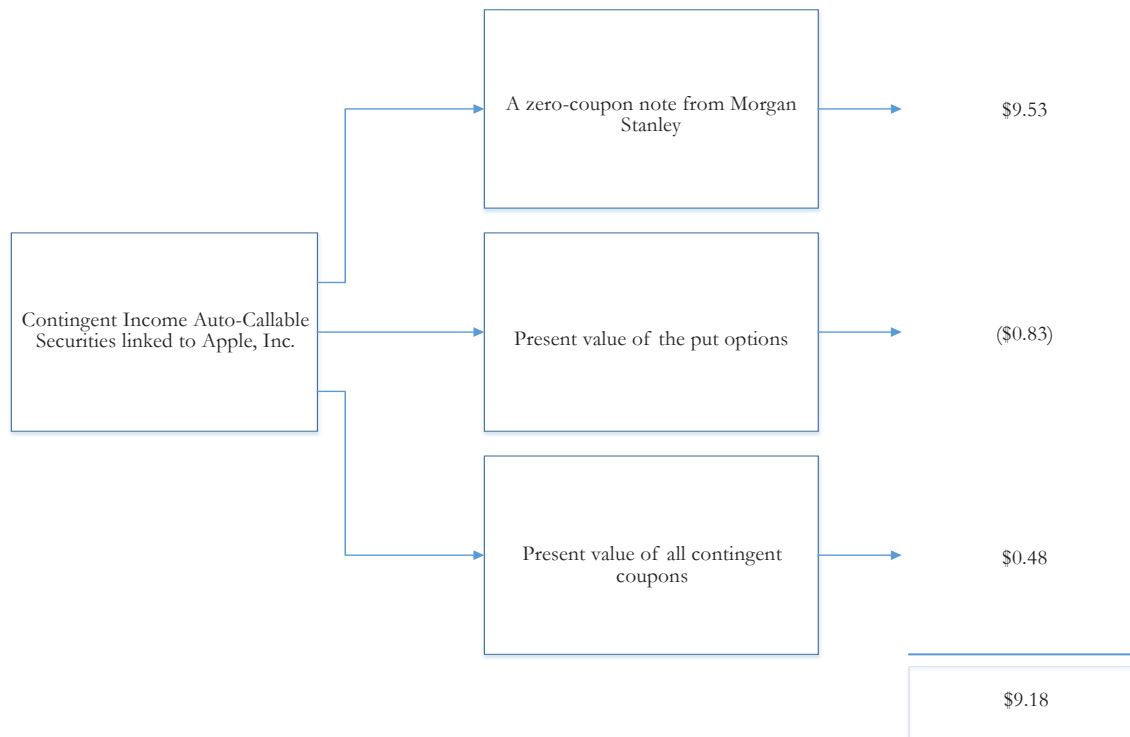 A zero-coupon note from Morgan
Stanley
$9.53
Contingent Income Auto-Callable
Securities linked to Apple, Inc.
Present value of the put options
($0.83)
Present value of all contingent
coupons
$0.48
$9.18